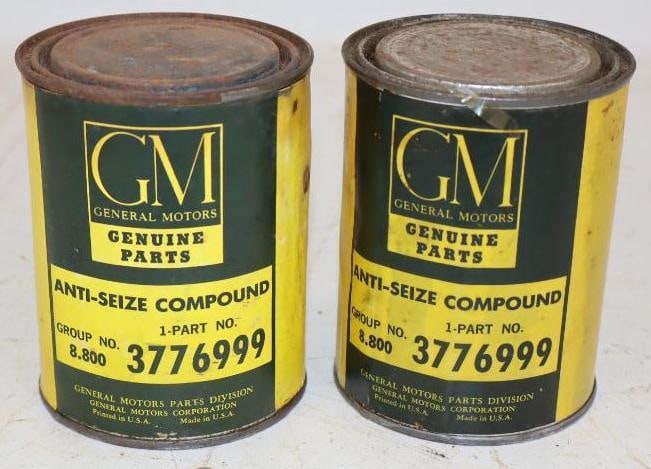 GM
GENERAL MOTORS
GENUINE
PARTS
ANTI-SEIZE COMPOUND
GROUP NO. 1-PART NO.
8.800 3776999
GENERAL MOTORS PARTS DIVISION
GENERAL MOTORS CORPORATION
Printed in U.S.A. Made in U.S.A.
GM
GENERAL MOTORS
GENUINE
PARTS
ANTI-SEIZE COMPOUND
GROUP NO. 1-PART NO.
8.800 3776999
GENERAL MOTORS PARTS DIVISION
GENERAL MOTORS CORPORATION
Printed in U.S.A. Made in U.S.A.